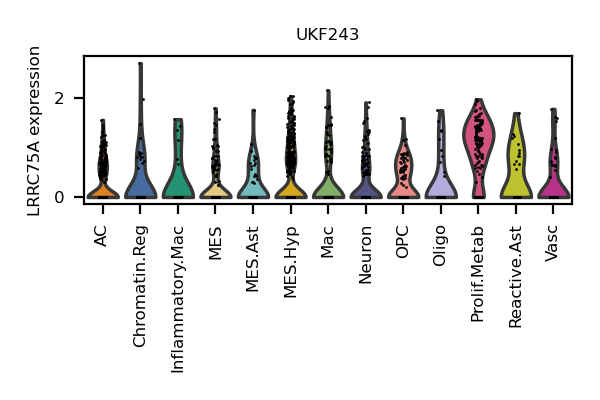 UKF243
LRRC75A expression
2
0
AC
Chromatin.Reg
Inflammatory.Mac
MES
MES.Ast
MES.Hyp
Mac
Neuron
OPC
Oligo
Prolif.Metab
Reactive.Ast
Vasc